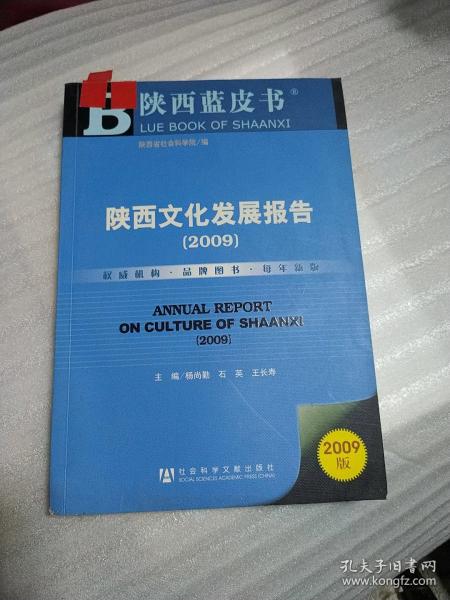 B
陕西蓝皮书®
LUE BOOK OF SHAANXI
陕西省社会科学院/编
陕西文化发展报告
(2009)
权威机构·品牌图书·每年新版
ANNUAL REPORT
ON CULTURE OF SHAANXI
(2009)
主 编/杨尚勤 石 英 王长寿
2009
版
社会科学文献出版社
SOCIAL SCIENCES ACADEMIC PRESS (CHINA)
孔夫子旧书网
www.kongfz.com